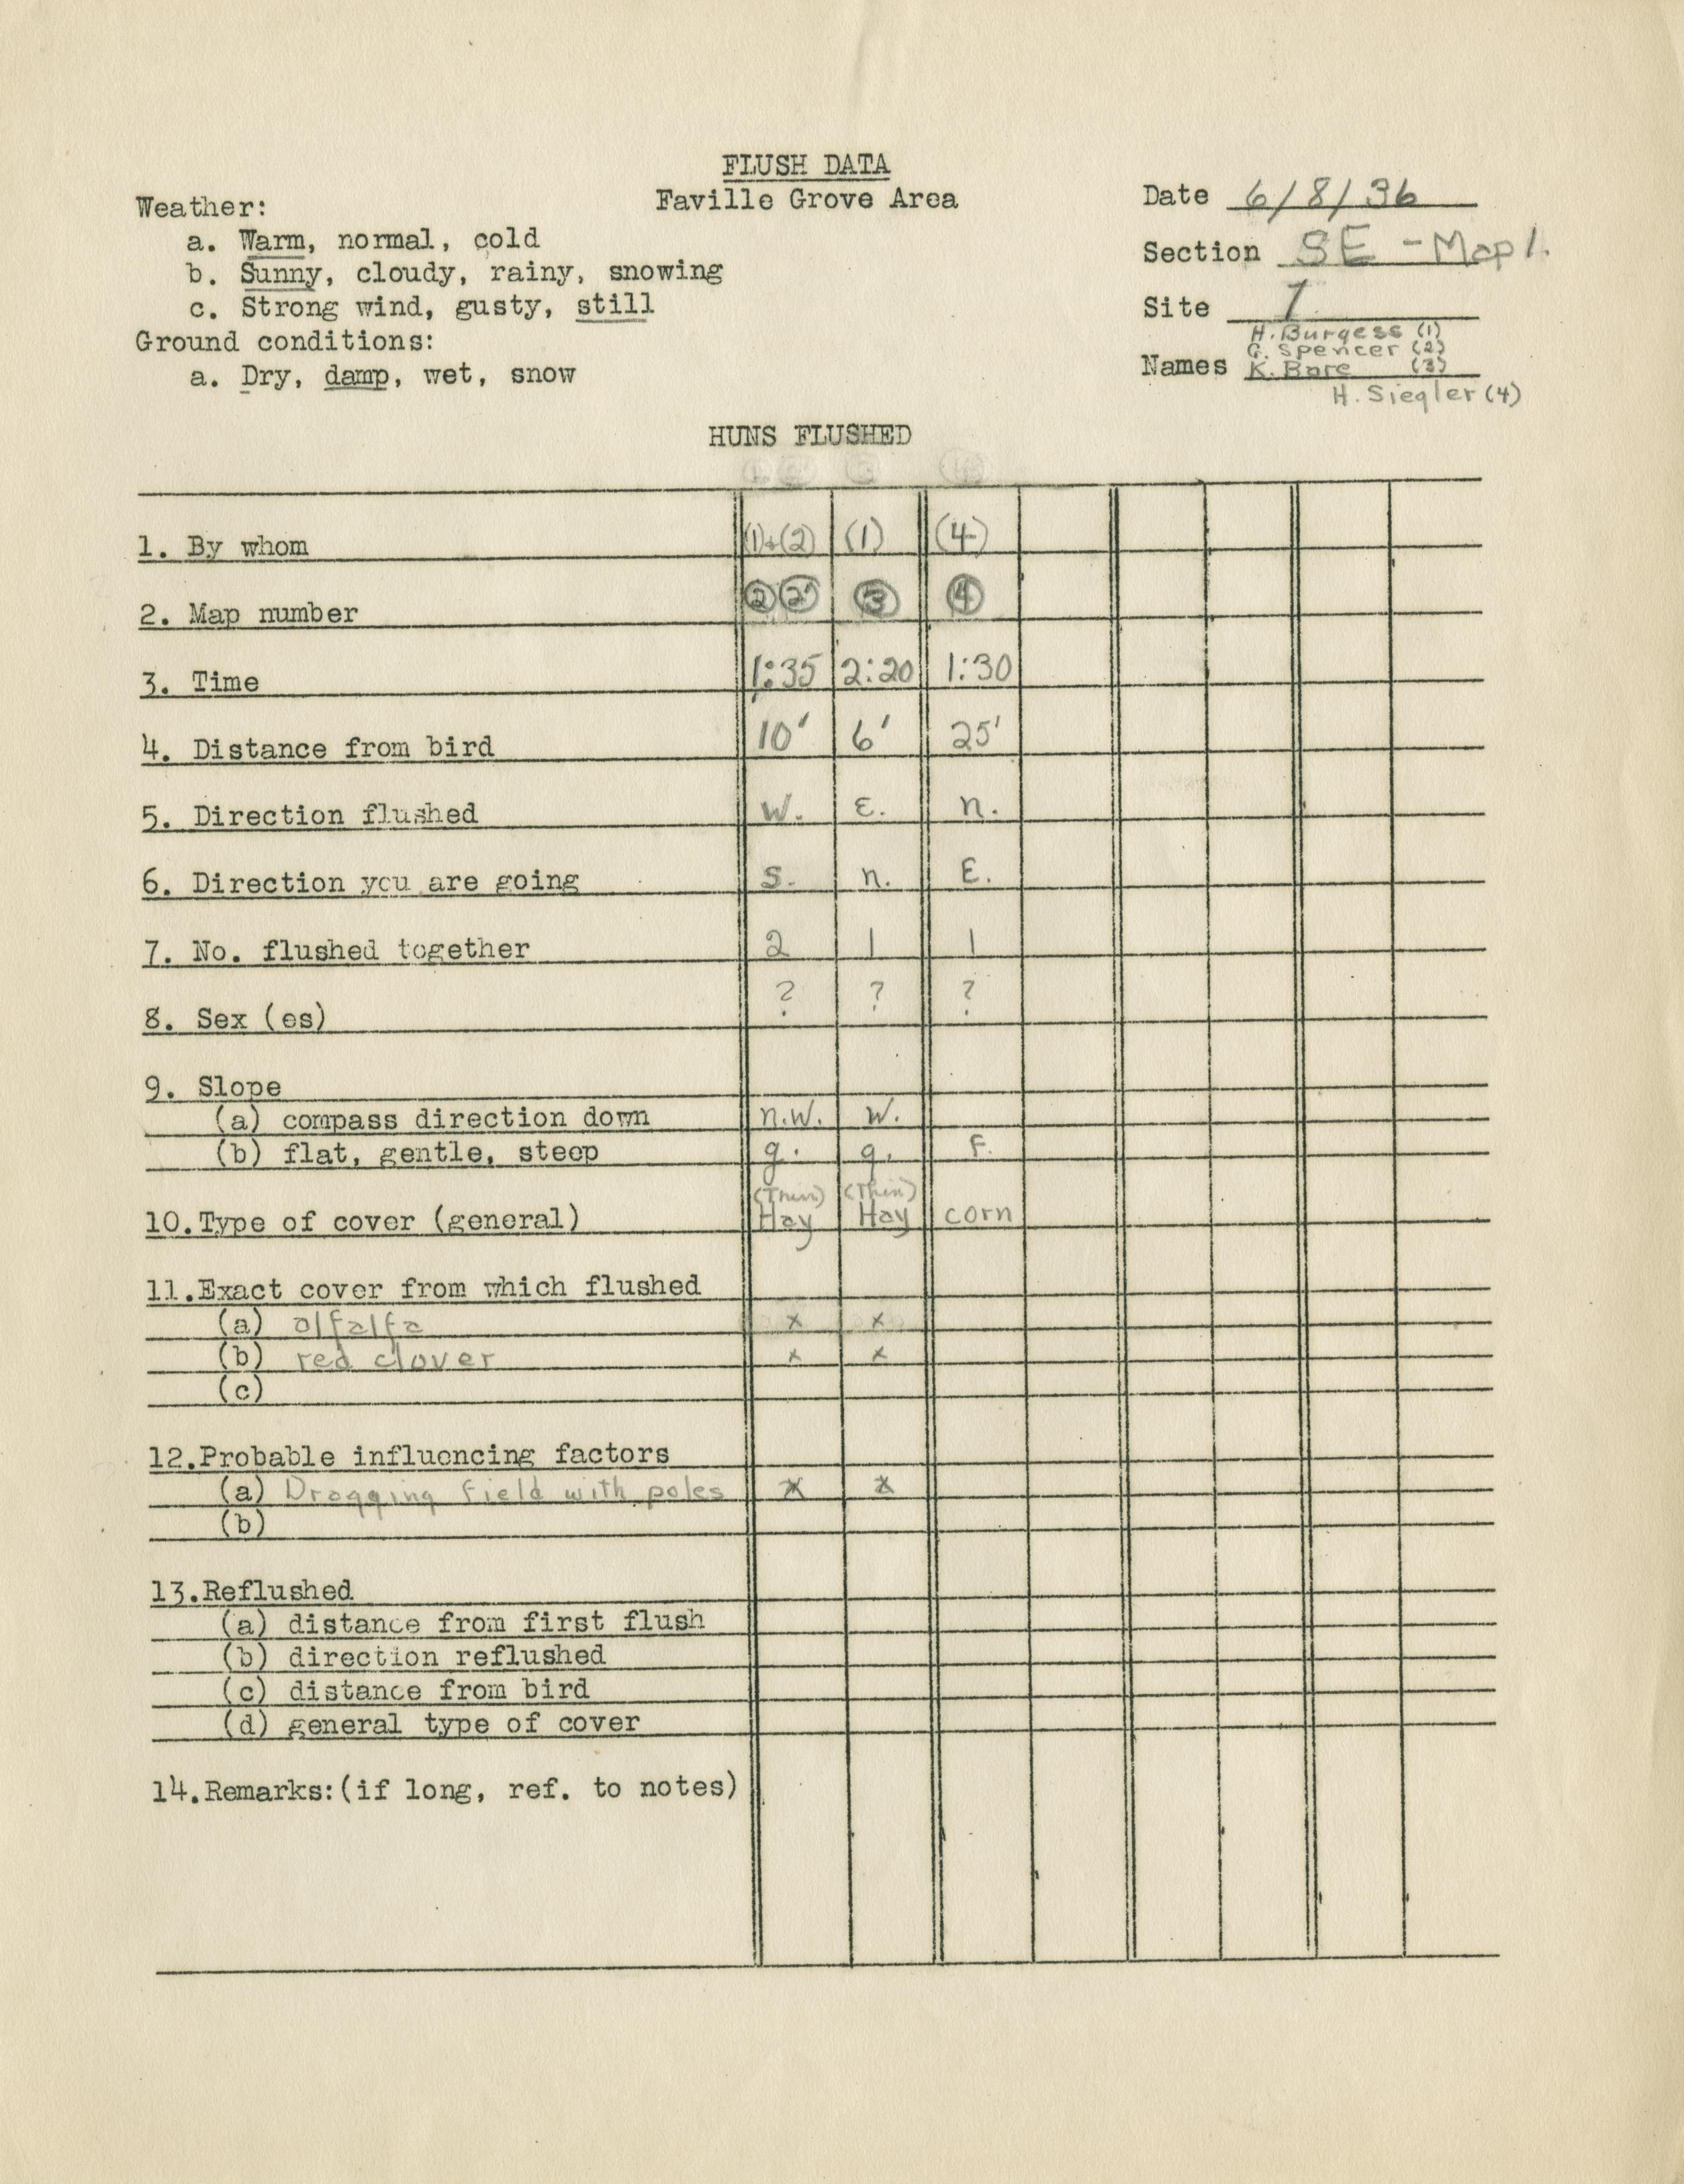 FLUSH DATA
Faville Grove Area
Weather:
a. Warm, normal, cold
b. Sunny, cloudy, rainy, snowing
c. Strong wind, gusty, still
Ground conditions:
a. Dry, damp, wet, snow
Date 6/8/36
Section SE - Map 1.
Site 1
H. Burgess (1)
G. Spencer (2)
Names K. Bare (3)
H. Siegler (4)
HUNS FLUSHED
1. By whom (1)+(2) (1) (4)
2. Map number 2 2' 3 4
3. Time 1:35 2:20 1:30
4. Distance from bird 10' 6' 25'
5. Direction flushed W. E. n.
6. Direction you are going S. n. E.
7. No. flushed together 2 1 1
8. Sex (es) ? ? ?
9. Slope
(a) compass direction down n.W. W.
(b) flat, gentle, steep g. g. F.
(Thin) (Thin)
10. Type of cover (general) Hay Hay corn
11. Exact cover from which flushed
(a) alfalfa x x
(b) red clover x x
(c)
12. Probable influencing factors
(a) Dragging field with poles x x
(b)
13. Reflushed
(a) distance from first flush
(b) direction reflushed
(c) distance from bird
(d) general type of cover
14. Remarks: (if long, ref. to notes)